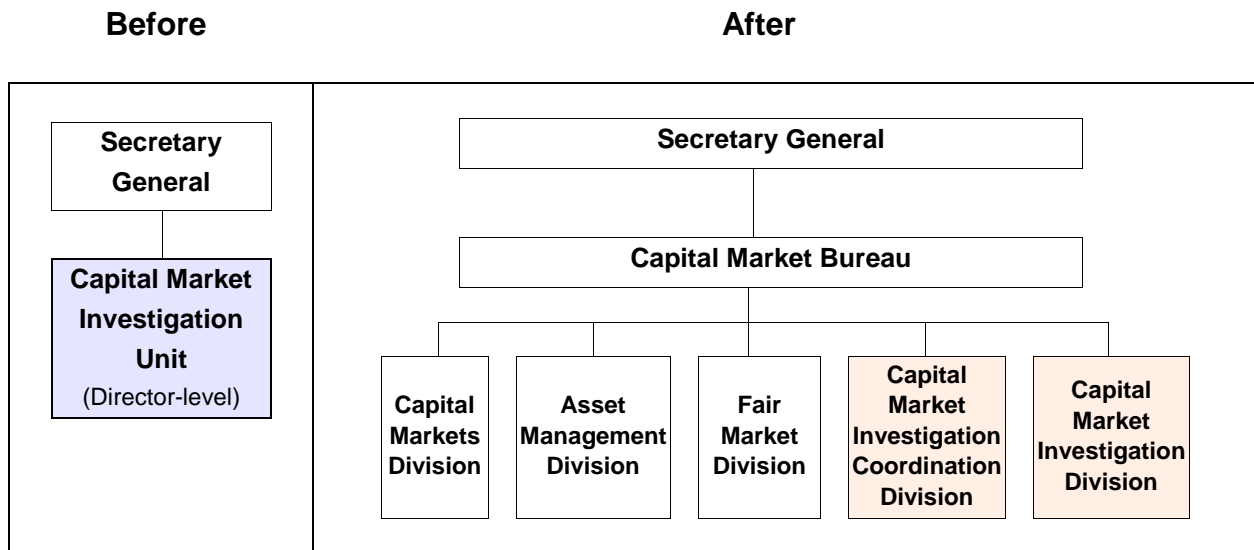 Before
After
Secretary
General
Capital Market
Investigation
Unit
(Director-level)
Secretary General
Capital Market Bureau
Capital
Markets
Division
Asset
Management
Division
Fair
Market
Division
Capital
Market
Investigation
Coordination
Division
Capital
Market
Investigation
Division